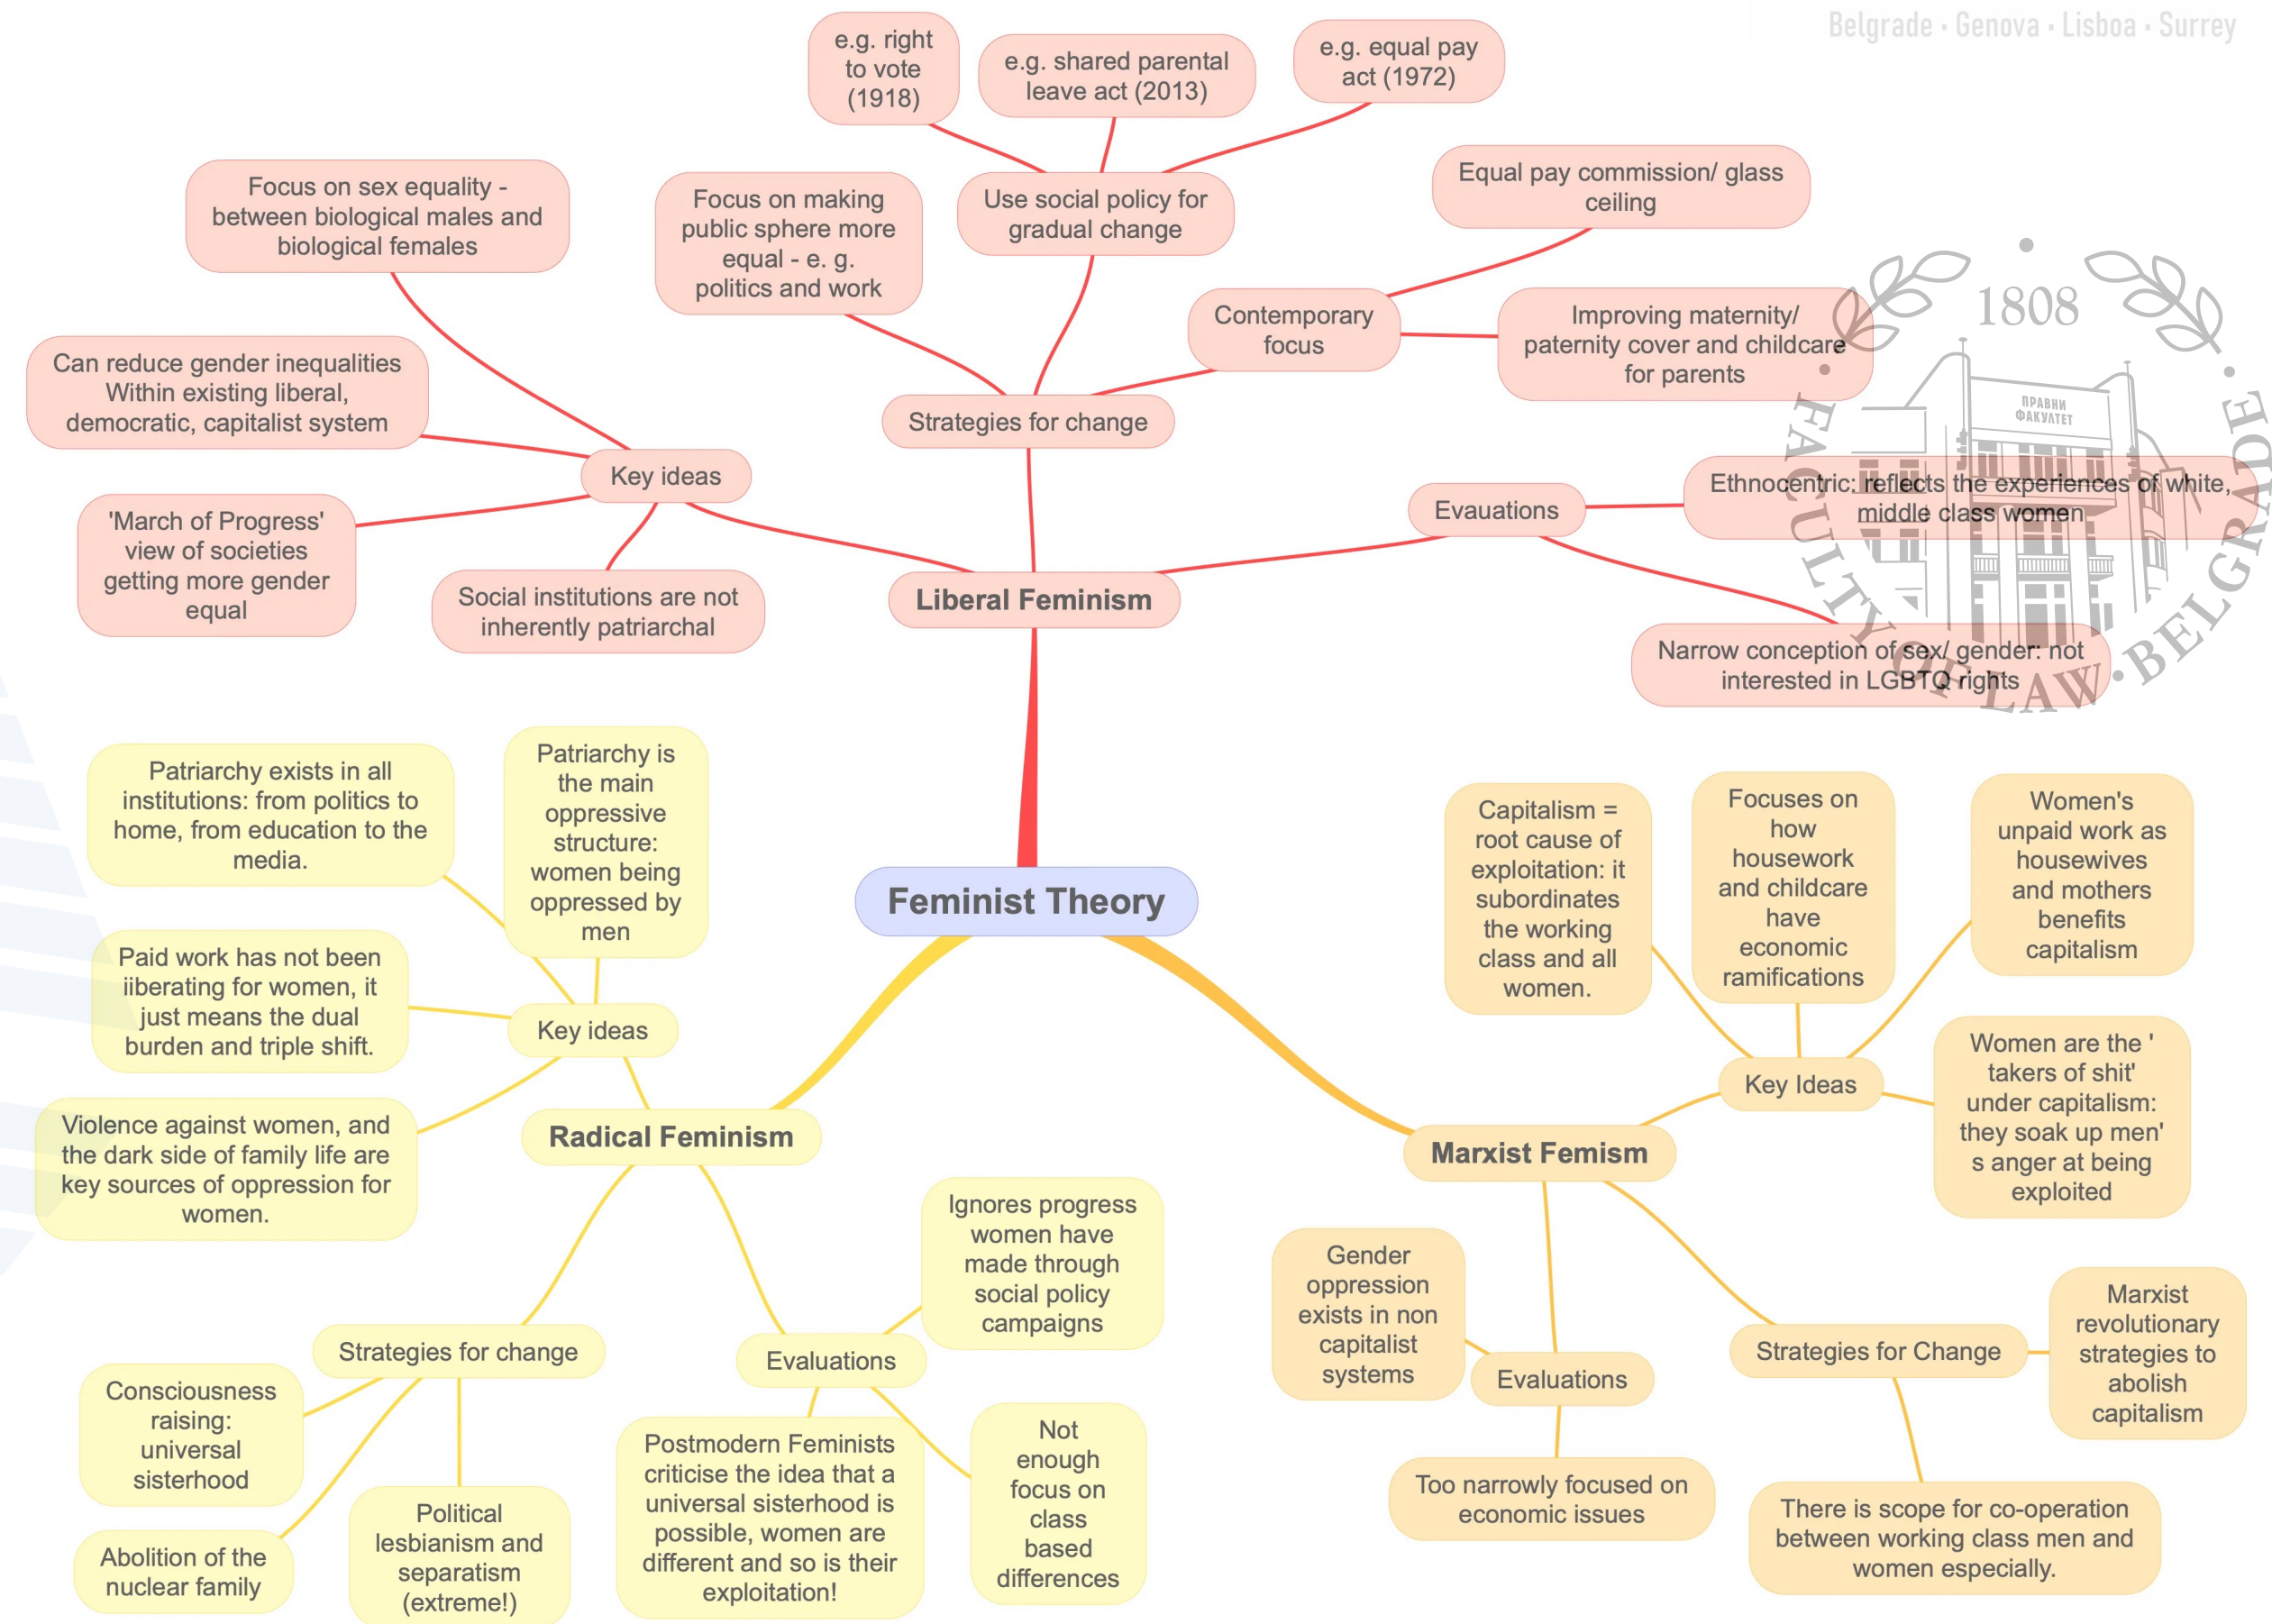 Belgrade · Genova · Lisboa · Surrey
e.g. right
to vote
(1918)
e.g. shared parental
leave act (2013)
e.g. equal pay
act (1972)
Focus on sex equality -
between biological males and
biological females
Focus on making
public sphere more
equal - e. g.
politics and work
Use social policy for
gradual change
Equal pay commission/ glass
ceiling
Contemporary
focus
Improving maternity/
paternity cover and childcare
for parents
Can reduce gender inequalities
Within existing liberal,
democratic, capitalist system
Strategies for change
Key ideas
'March of Progress'
view of societies
getting more gender
equal
Social institutions are not
inherently patriarchal
Liberal Feminism
Evauations
Ethnocentric: reflects the experiences of white,
middle class women
Narrow conception of sex/ gender: not
interested in LGBTQ rights
1808
ПРАВНИ
ФАКУЛТЕТ
· FACULTY OF LAW · BELGRADE ·
Feminist Theory
Patriarchy exists in all
institutions: from politics to
home, from education to the
media.
Patriarchy is
the main
oppressive
structure:
women being
oppressed by
men
Paid work has not been
iiberating for women, it
just means the dual
burden and triple shift.
Key ideas
Violence against women, and
the dark side of family life are
key sources of oppression for
women.
Radical Feminism
Strategies for change
Consciousness
raising:
universal
sisterhood
Abolition of the
nuclear family
Political
lesbianism and
separatism
(extreme!)
Evaluations
Ignores progress
women have
made through
social policy
campaigns
Postmodern Feminists
criticise the idea that a
universal sisterhood is
possible, women are
different and so is their
exploitation!
Not
enough
focus on
class
based
differences
Capitalism =
root cause of
exploitation: it
subordinates
the working
class and all
women.
Focuses on
how
housework
and childcare
have
economic
ramifications
Women's
unpaid work as
housewives
and mothers
benefits
capitalism
Key Ideas
Women are the '
takers of shit'
under capitalism:
they soak up men'
s anger at being
exploited
Marxist Femism
Gender
oppression
exists in non
capitalist
systems
Evaluations
Too narrowly focused on
economic issues
Strategies for Change
Marxist
revolutionary
strategies to
abolish
capitalism
There is scope for co-operation
between working class men and
women especially.